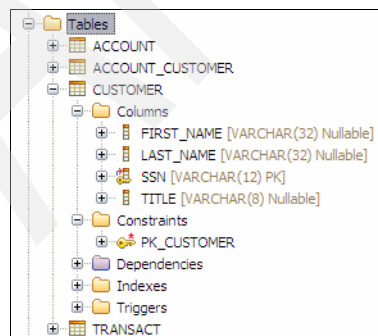 Tables
ACCOUNT
ACCOUNT_CUSTOMER
CUSTOMER
Columns
FIRST_NAME [VARCHAR(32) Nullable]
LAST_NAME [VARCHAR(32) Nullable]
SSN [VARCHAR(12) PK]
TITLE [VARCHAR(8) Nullable]
Constraints
PK_CUSTOMER
Dependencies
Indexes
Triggers
TRANSACT